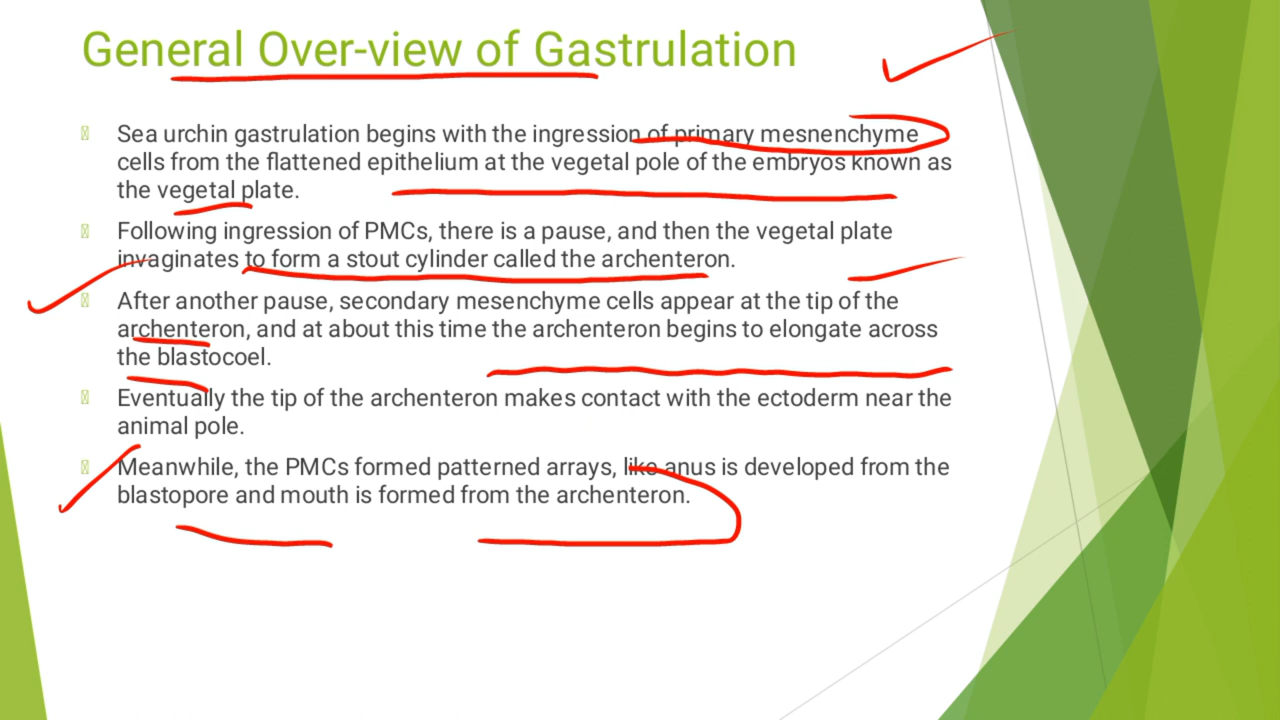 General Over-view of Gastrulation
Sea urchin gastrulation begins with the ingression of primary mesnenchyme
cells from the flattened epithelium at the vegetal pole of the embryos known as
the vegetal plate.
Following ingression of PMCs, there is a pause, and then the vegetal plate
invaginates to form a stout cylinder called the archenteron.
After another pause, secondary mesenchyme cells appear at the tip of the
archenteron, and at about this time the archenteron begins to elongate across
the blastocoel.
Eventually the tip of the archenteron makes contact with the ectoderm near the
animal pole.
Meanwhile, the PMCs formed patterned arrays, like anus is developed from the
blastopore and mouth is formed from the archenteron.